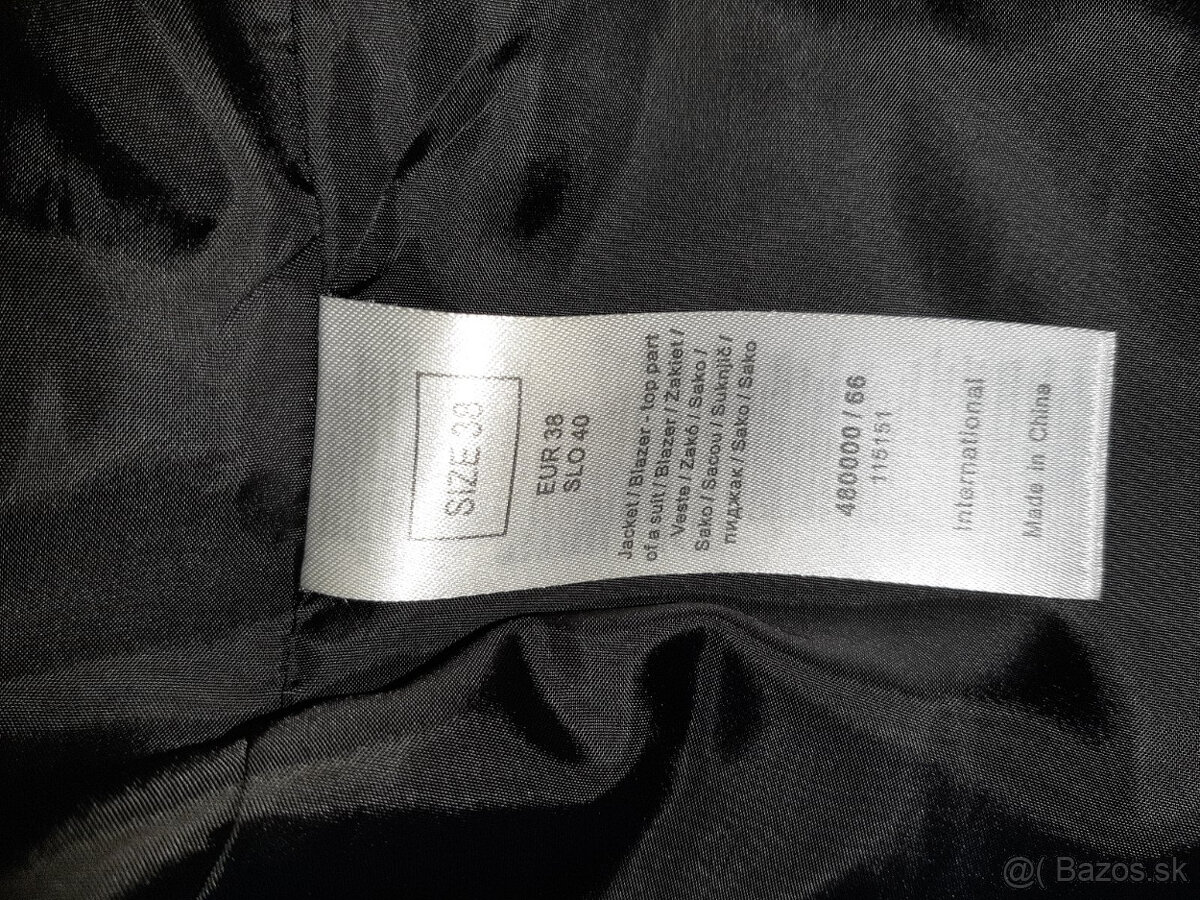 SIZE 38
EUR 38
SLO 40
Jacket / Blazer - top part
of a suit / Blazer / Żakiet /
Veste / Zakó / Sako /
Sako / Sacou / Suknjič /
пиджак / Sako / Sako
480000 / 66
115151
International
Made in China
@( Bazos.sk